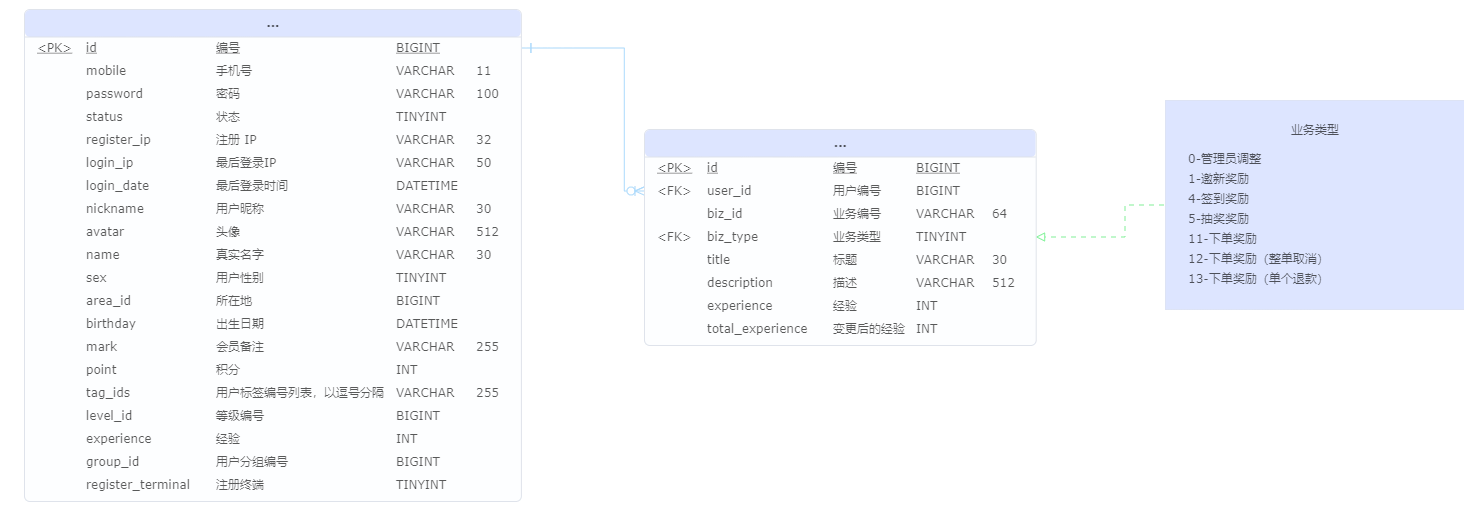 ...
<PK> id 编号 BIGINT
mobile 手机号 VARCHAR 11
password 密码 VARCHAR 100
status 状态 TINYINT
register_ip 注册 IP VARCHAR 32
login_ip 最后登录IP VARCHAR 50
login_date 最后登录时间 DATETIME
nickname 用户昵称 VARCHAR 30
avatar 头像 VARCHAR 512
name 真实名字 VARCHAR 30
sex 用户性别 TINYINT
area_id 所在地 BIGINT
birthday 出生日期 DATETIME
mark 会员备注 VARCHAR 255
point 积分 INT
tag_ids 用户标签编号列表，以逗号分隔 VARCHAR 255
level_id 等级编号 BIGINT
experience 经验 INT
group_id 用户分组编号 BIGINT
register_terminal 注册终端 TINYINT
...
<PK> id 编号 BIGINT
<FK> user_id 用户编号 BIGINT
biz_id 业务编号 VARCHAR 64
<FK> biz_type 业务类型 TINYINT
title 标题 VARCHAR 30
description 描述 VARCHAR 512
experience 经验 INT
total_experience 变更后的经验 INT
业务类型
0-管理员调整
1-邀新奖励
4-签到奖励
5-抽奖奖励
11-下单奖励
12-下单奖励（整单取消）
13-下单奖励（单个退款）